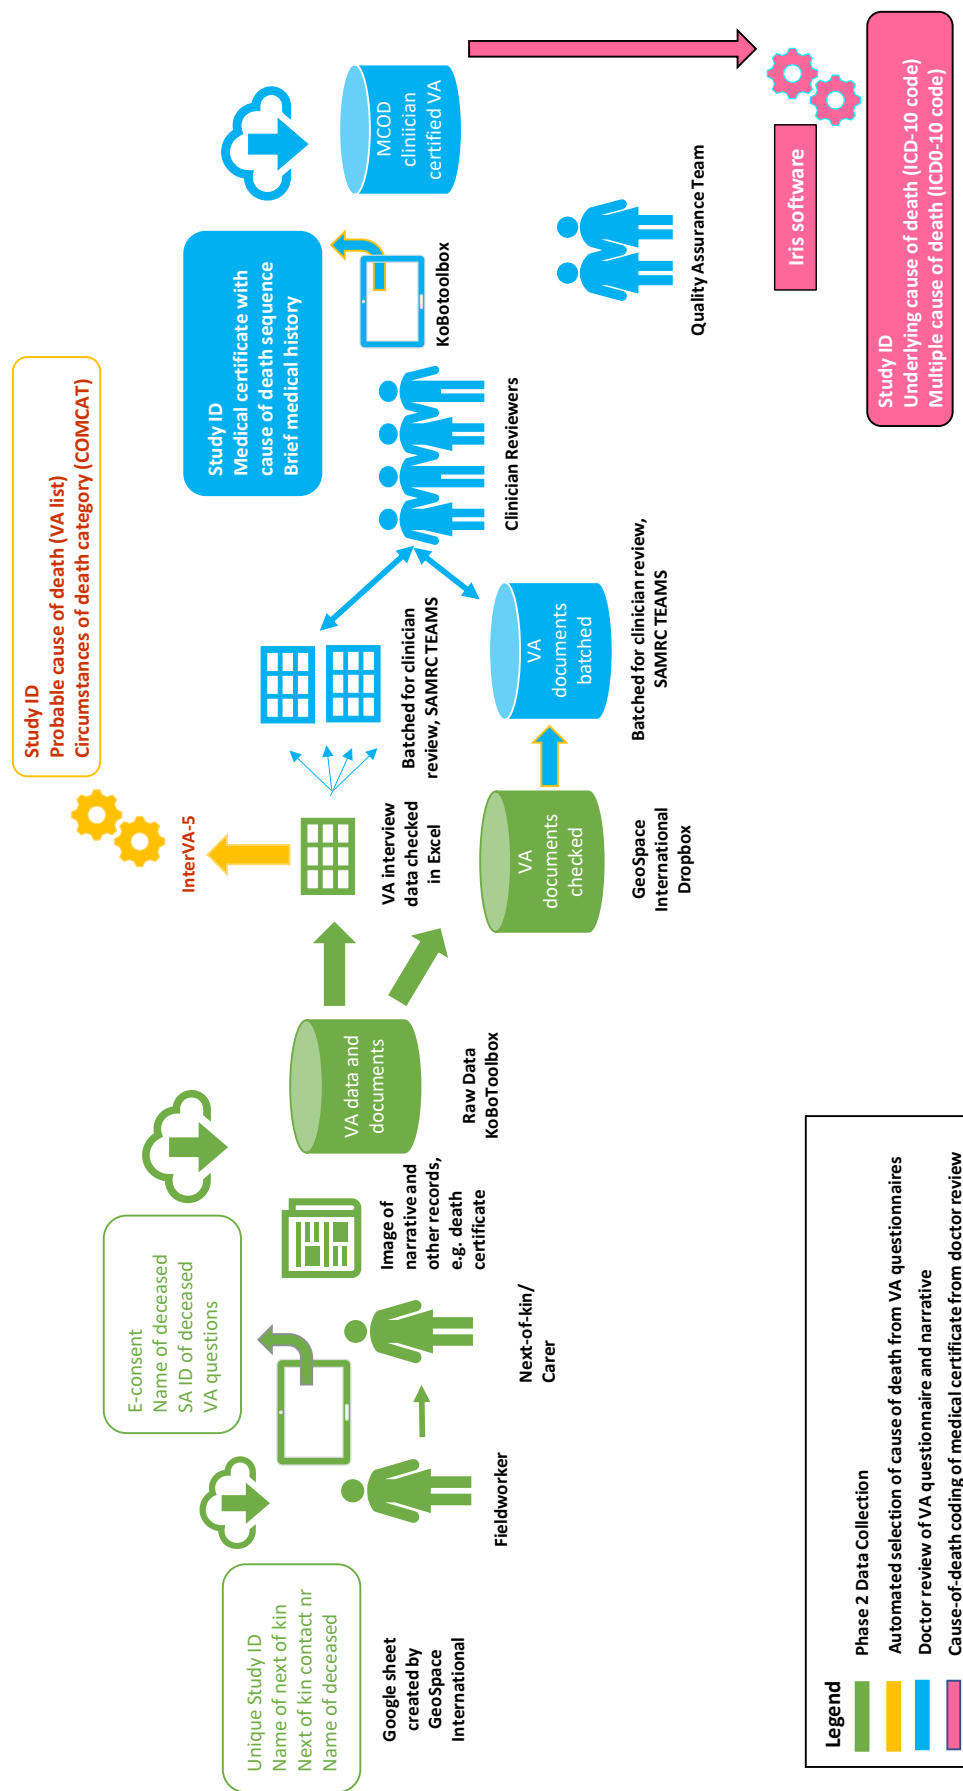 Unique Study ID
Name of next of kin
Next of kin contact nr
Name of deceased
Google sheet
created by
GeoSpace
International
Fieldworker
E-consent
Name of deceased
SA ID of deceased
VA questions
Next-of-kin/
Carer
Image of
narrative and
other records,
e.g. death
certificate
VA data and
documents
Raw Data
KoBoToolbox
Study ID
Probable cause of death (VA list)
Circumstances of death category (COMCAT)
InterVA-5
VA interview
data checked
in Excel
VA
documents
checked
GeoSpace
International
Dropbox
Batched for clinician
review, SAMRC TEAMS
VA
documents
batched
Batched for clinician review,
SAMRC TEAMS
Clinician Reviewers
Study ID
Medical certificate with
cause of death sequence
Brief medical history
KoBotoolbox
MCOD
cliniician
certified VA
Quality Assurance Team
Iris software
Study ID
Underlying cause of death (ICD-10 code)
Multiple cause of death (ICD0-10 code)
Legend
Phase 2 Data Collection
Automated selection of cause of death from VA questionnaires
Doctor review of VA questionnaire and narrative
Cause-of-death coding of medical certificate from doctor review